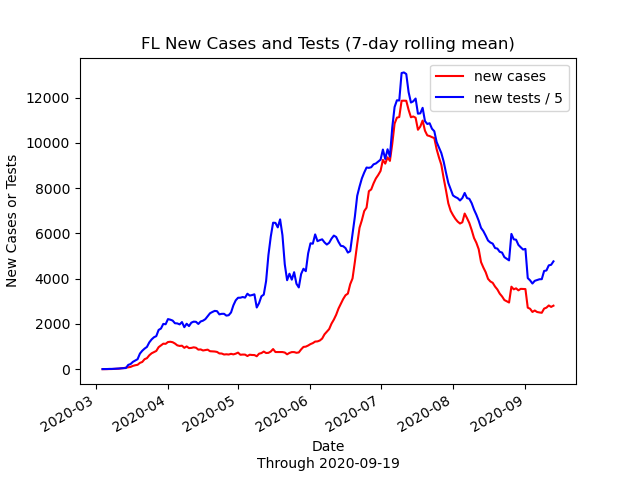 FL New Cases and Tests (7-day rolling mean)
new cases
new tests / 5
New Cases or Tests
12000
10000
8000
6000
4000
2000
0
2020-03
2020-04
2020-05
2020-06
2020-07
2020-08
2020-09
Date
Through 2020-09-19